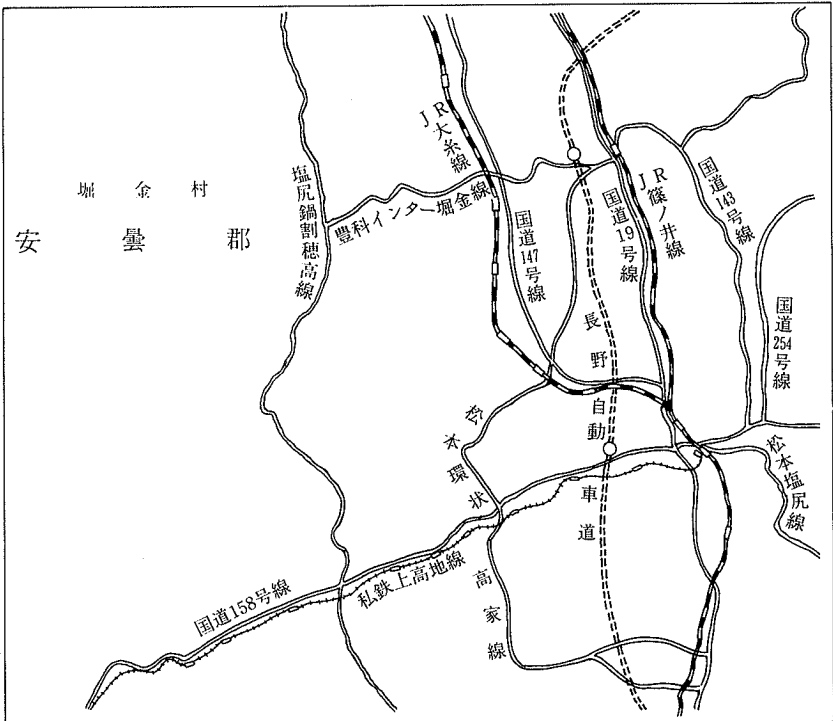 堀金村
安曇郡
塩尻鍋割穂高線
豊科インター堀金線
JR大糸線
国道147号線
長野自動車道
国道19号線
JR篠ノ井線
国道143号線
国道254号線
松本環状高家線
松本塩尻線
国道158号線
私鉄上高地線